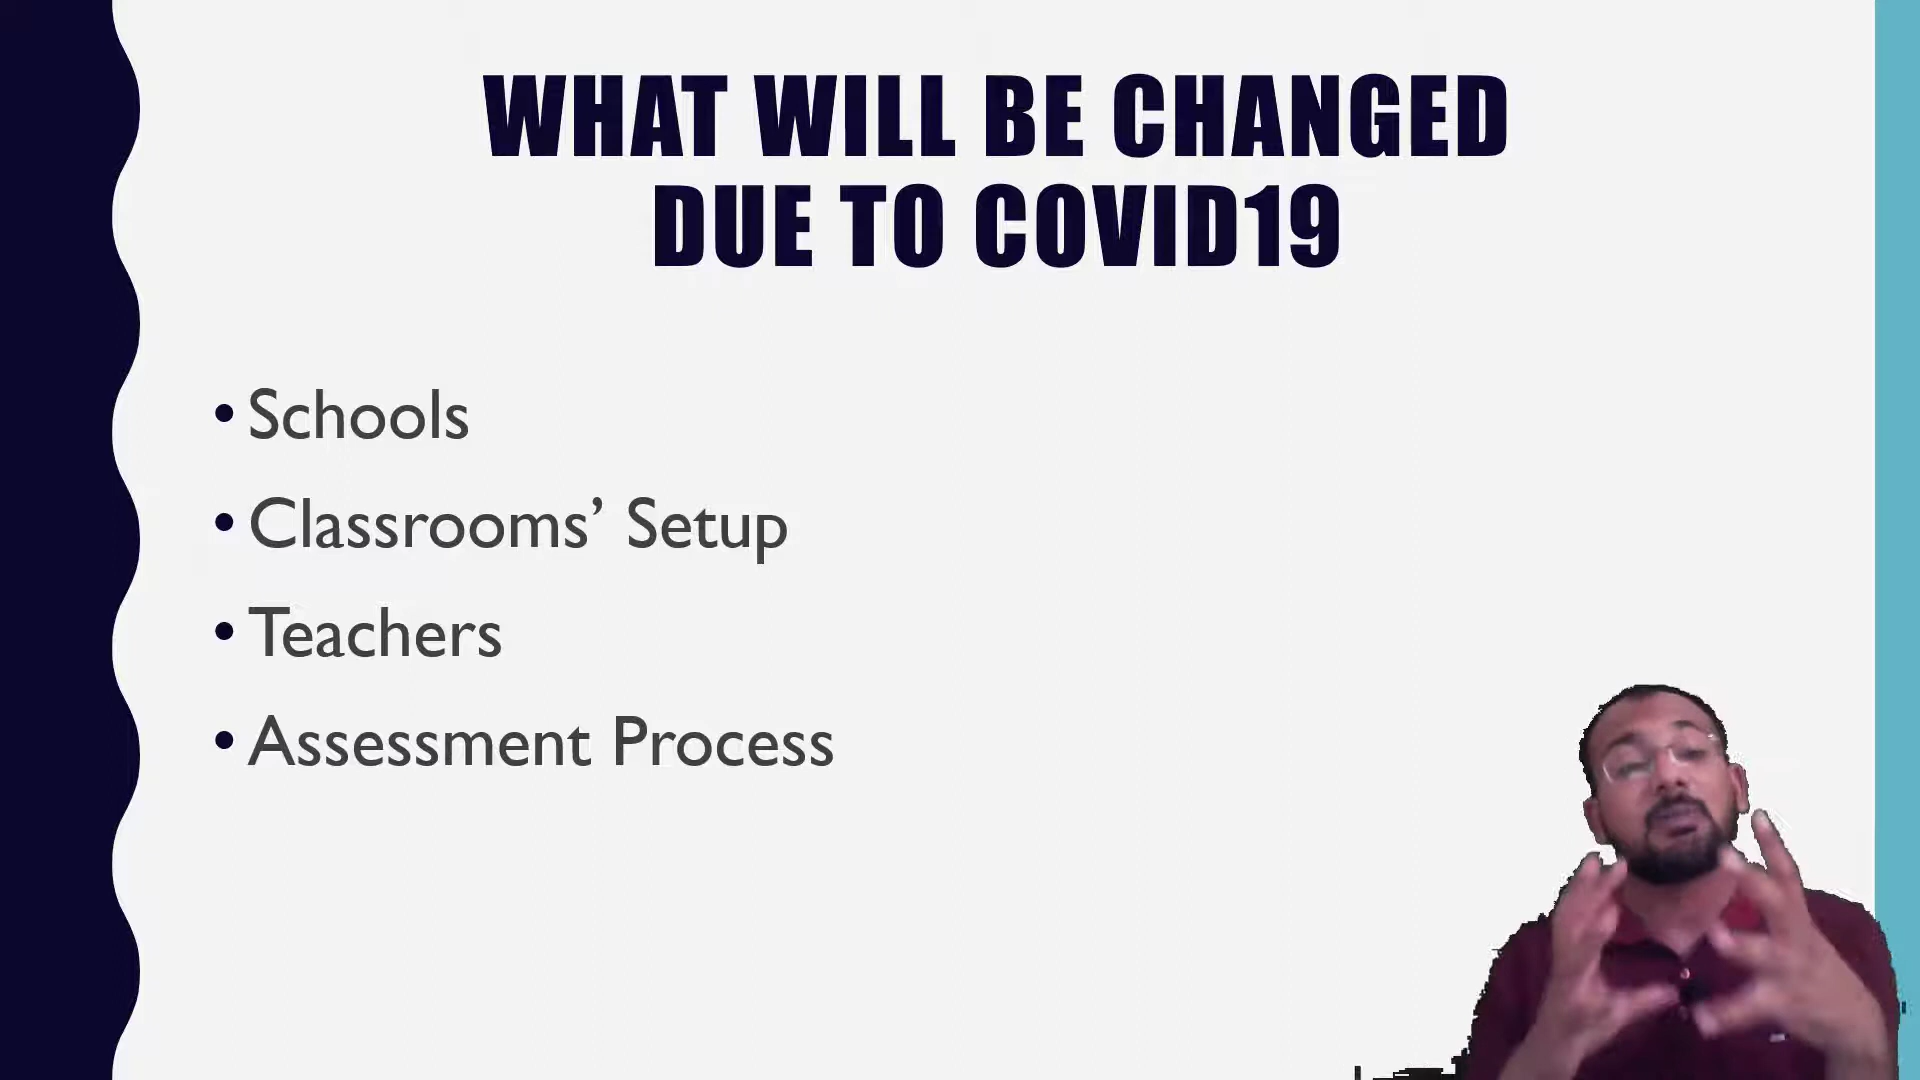 WHAT WILL BE CHANGED
DUE TO COVID19
• Schools
• Classrooms’ Setup
• Teachers
• Assessment Process